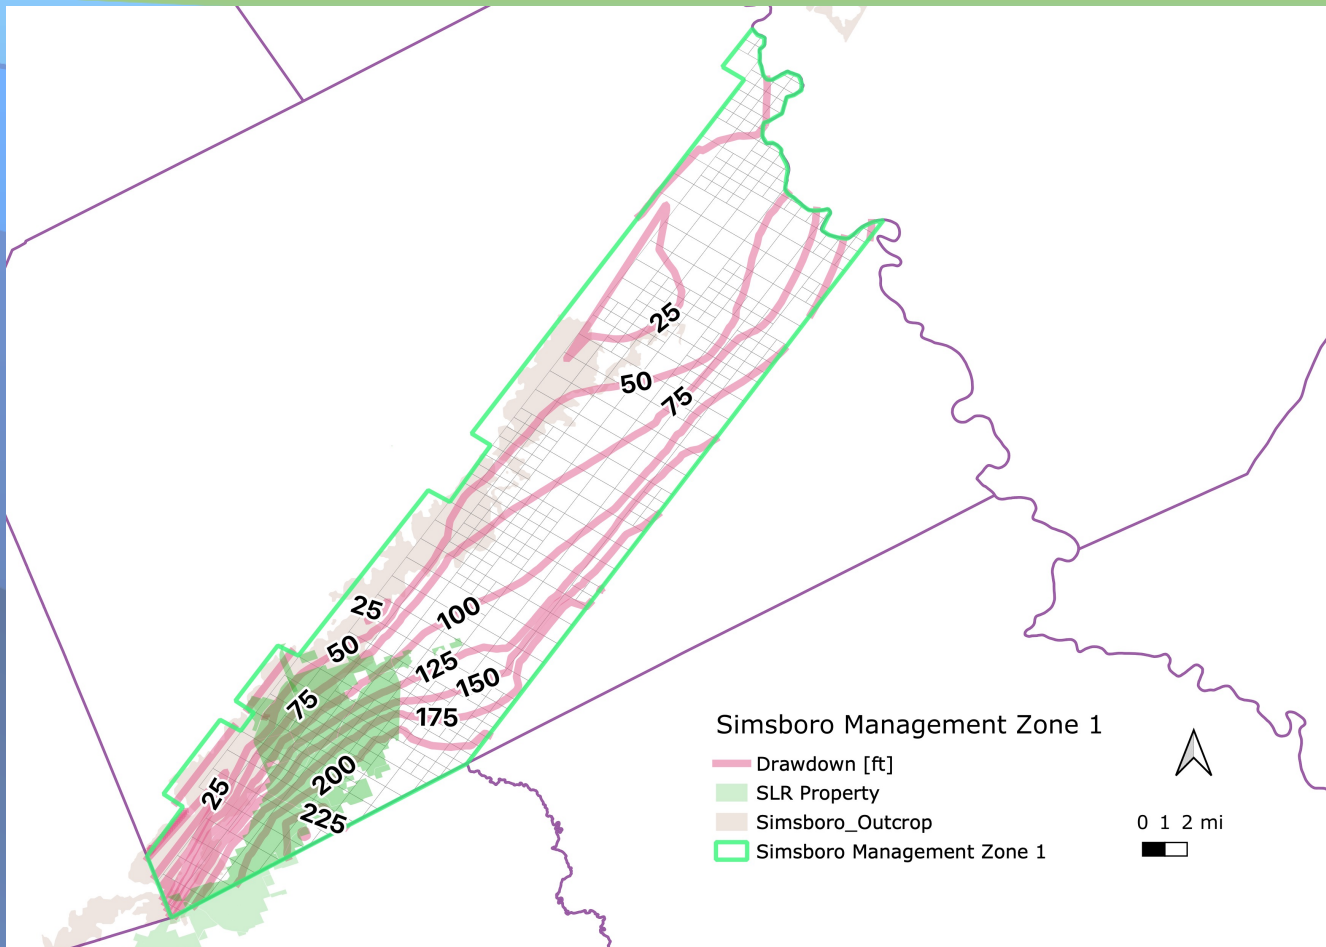 25
50
75
25
100
50
125
150
75
175
200
25
225
Simsboro Management Zone 1
Drawdown [ft]
SLR Property
Simsboro_Outcrop
Simsboro Management Zone 1
0 1 2 mi